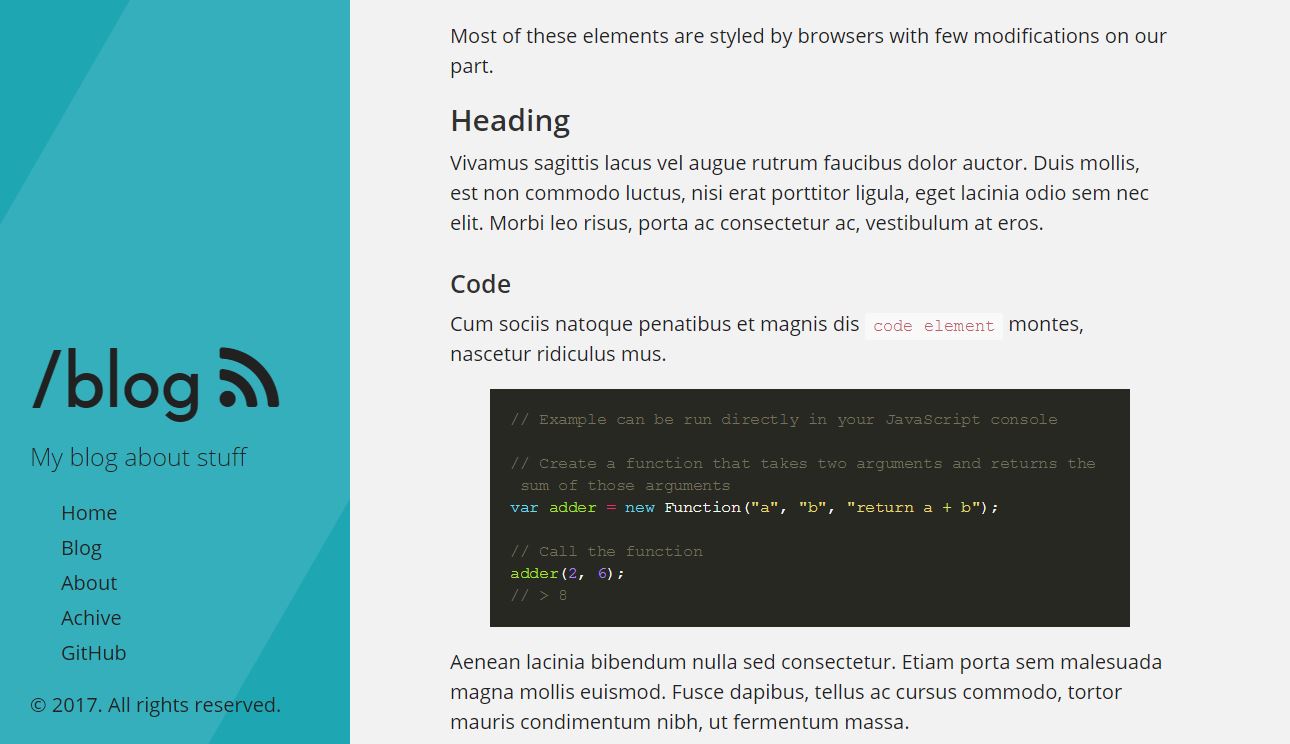 /blog
My blog about stuff
Home
Blog
About
Achive
GitHub
© 2017. All rights reserved.
Most of these elements are styled by browsers with few modifications on our
part.
Heading
Vivamus sagittis lacus vel augue rutrum faucibus dolor auctor. Duis mollis,
est non commodo luctus, nisi erat porttitor ligula, eget lacinia odio sem nec
elit. Morbi leo risus, porta ac consectetur ac, vestibulum at eros.
Code
Cum sociis natoque penatibus et magnis dis code element montes,
nascetur ridiculus mus.
// Example can be run directly in your JavaScript console
// Create a function that takes two arguments and returns the
sum of those arguments
var adder = new Function("a", "b", "return a + b");
// Call the function
adder(2, 6);
// > 8
Aenean lacinia bibendum nulla sed consectetur. Etiam porta sem malesuada
magna mollis euismod. Fusce dapibus, tellus ac cursus commodo, tortor
mauris condimentum nibh, ut fermentum massa.